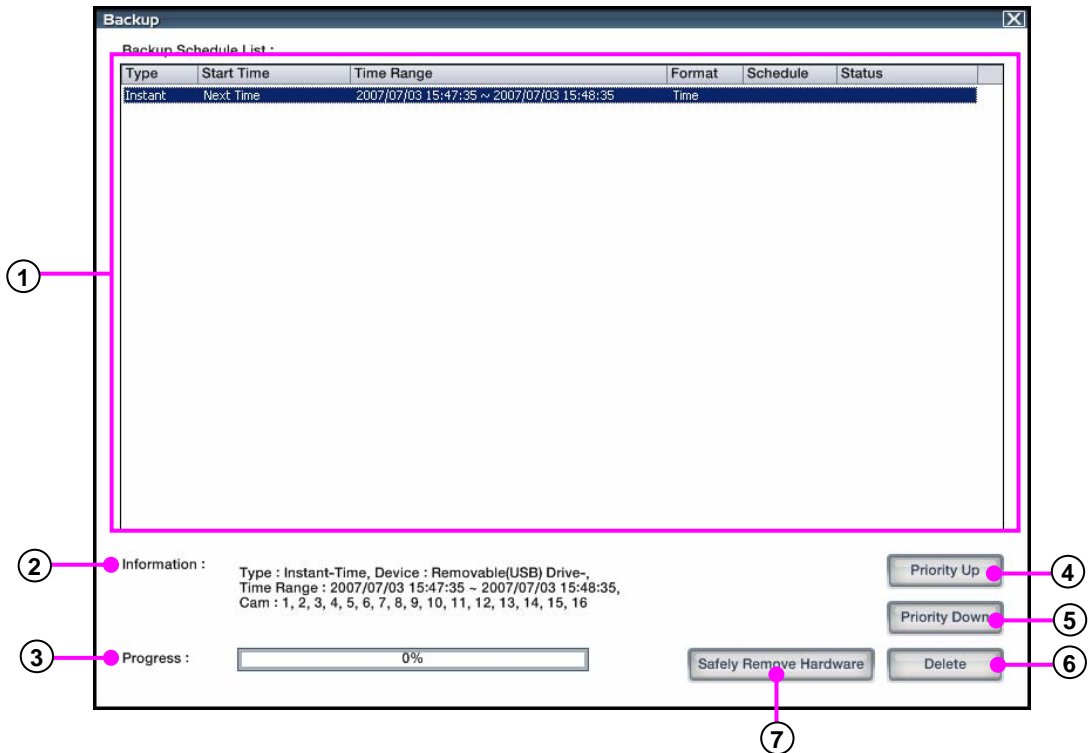 Backup
Backup Schedule List :
Type Start Time Time Range Format Schedule Status
Instant Next Time 2007/07/03 15:47:35 ~ 2007/07/03 15:48:35 Time
1
2
Information :
Type : Instant-Time, Device : Removable(USB) Drive-,
Time Range : 2007/07/03 15:47:35 ~ 2007/07/03 15:48:35,
Cam : 1, 2, 3, 4, 5, 6, 7, 8, 9, 10, 11, 12, 13, 14, 15, 16
Priority Up
4
Priority Down
5
3
Progress :
0%
Safely Remove Hardware
Delete
6
7